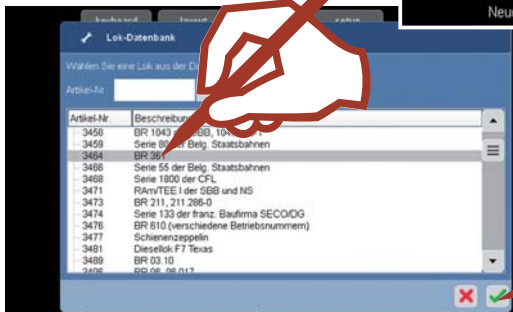 Neu
keyboard layout setup
Lok-Datenbank
Wählen Sie eine Lok aus der
Artikel-Nr.
Artikel-Nr. Beschreibung
3458 BR 1043
3459 Serie 80 der Belg. Staatsbahnen
3464 BR 361
3466 Serie 55 der Belg. Staatsbahnen
3468 Serie 1800 der CFL
3471 RAm/TEE I der SBB und NS
3473 BR 211, 211.286-0
3474 Serie 133 der franz. Baufirma SECO/DG
3476 BR 610 (verschiedene Betriebsnummern)
3477 Schienenzeppelin
3481 Diesellok F7 Texas
3489 BR 03.10